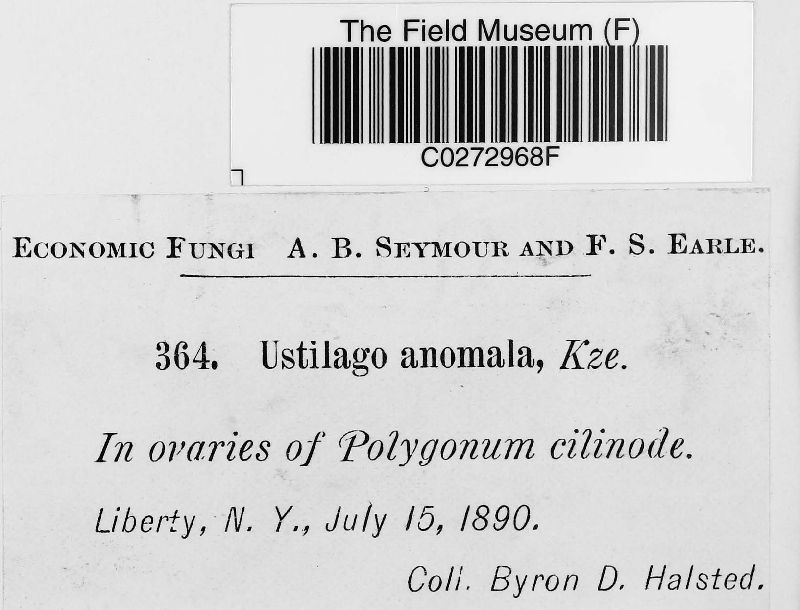 The Field Museum (F)
C0272968F
ECONOMIC FUNGI A. B. SEYMOUR AND F. S. EARLE.
364. Ustilago anomala, Kze.
In ovaries of Polygonum cilinode.
Liberty, N. Y., July 15, 1890.
Coll. Byron D. Halsted.